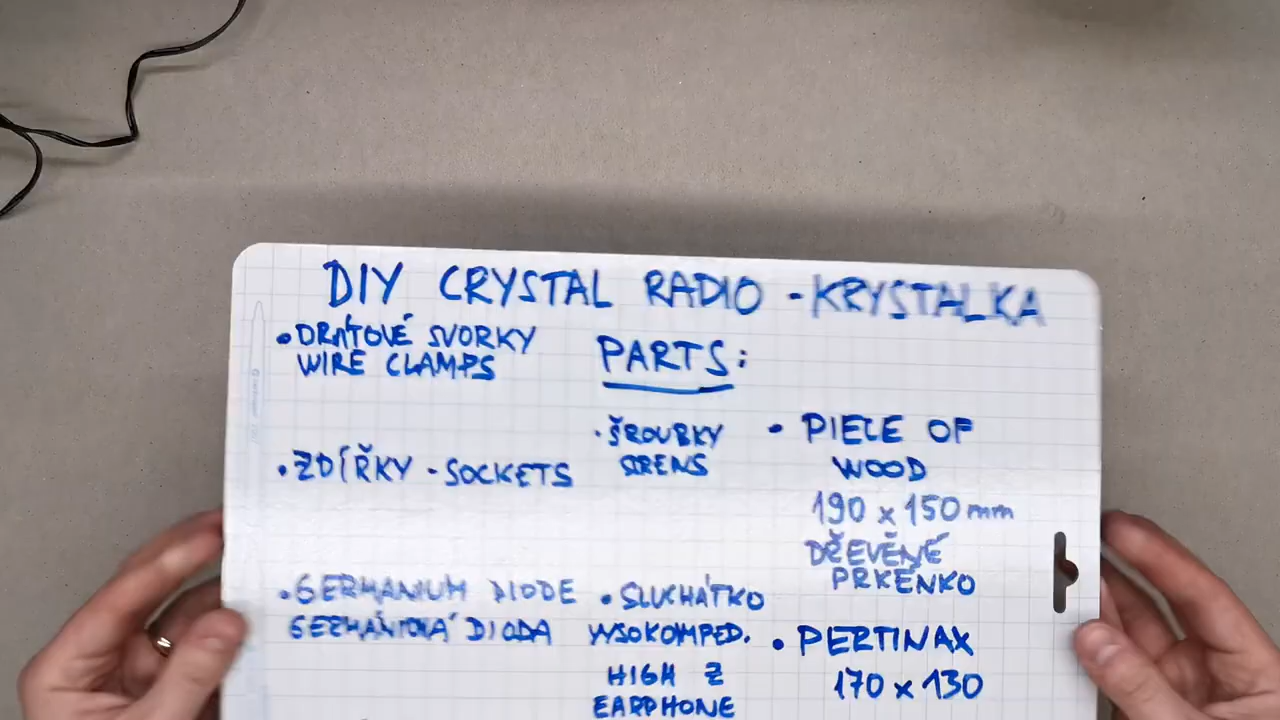 DIY CRYSTAL RADIO - KRYSTALKA
• DRÁTOVÉ SVORKY
WIRE CLAMPS
PARTS:
• ZDÍŘKY - SOCKETS
• ŠROUBKY
• PIECE OF
WOOD
190 x 150 mm
DŘEVĚNÉ
PRKÉNKO
• GERMANIUM DIODE
GERMÁNIOVÁ DIODA
• SLUCHÁTKO
VYSOKOIMPED.
HIGH Z
EARPHONE
• PERTINAX
170 x 130